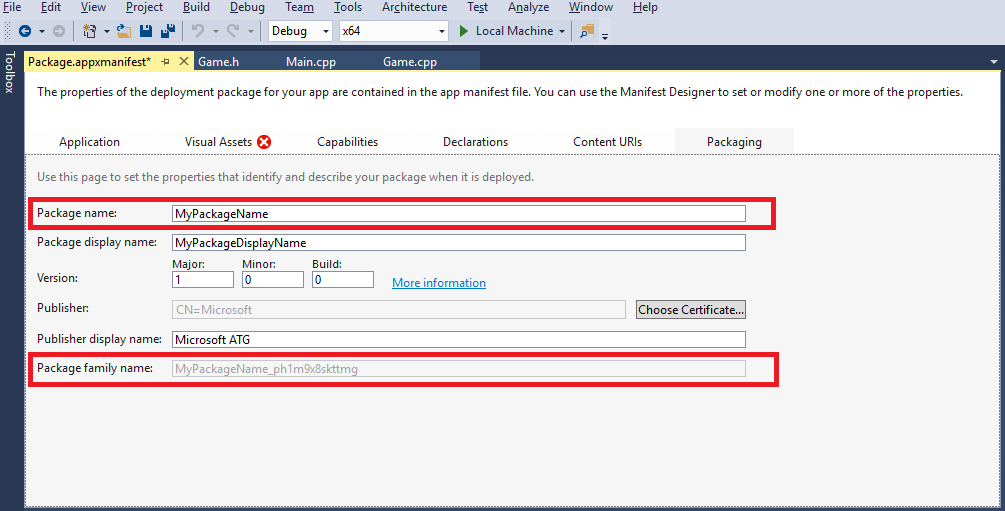 File Edit View Project Build Debug Team Tools Architecture Test Analyze Window Help
Debug x64 Local Machine
Toolbox
Package.appxmanifest* Game.h Main.cpp Game.cpp
The properties of the deployment package for your app are contained in the app manifest file. You can use the Manifest Designer to set or modify one or more of the properties.
Application Visual Assets Capabilities Declarations Content URIs Packaging
Use this page to set the properties that identify and describe your package when it is deployed.
Package name: MyPackageName
Package display name: MyPackageDisplayName
Major: Minor: Build:
Version: 1 0 0 More information
Publisher: CN=Microsoft Choose Certificate...
Publisher display name: Microsoft ATG
Package family name: MyPackageName_ph1m9x8skttmg